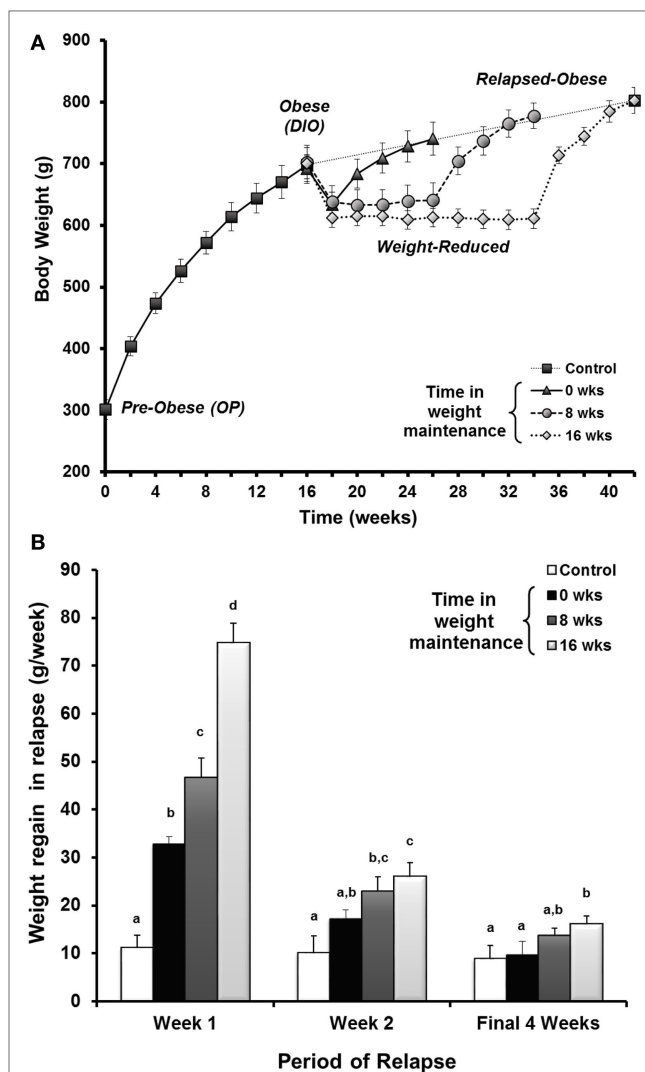 A
900
800
700
600
500
400
300
200
Body Weight (g)
Obese
(DIO)
Relapsed-Obese
Weight-Reduced
Pre-Obese (OP)
Control
Time in
weight
maintenance
0 wks
8 wks
16 wks
0 4 8 12 16 20 24 28 32 36 40
Time (weeks)
B
90
80
70
60
50
40
30
20
10
0
Weight regain in relapse (g/week)
Control
Time in
weight
maintenance
0 wks
8 wks
16 wks
a b c d
a a,b b,c c
a a a,b b
Week 1 Week 2 Final 4 Weeks
Period of Relapse